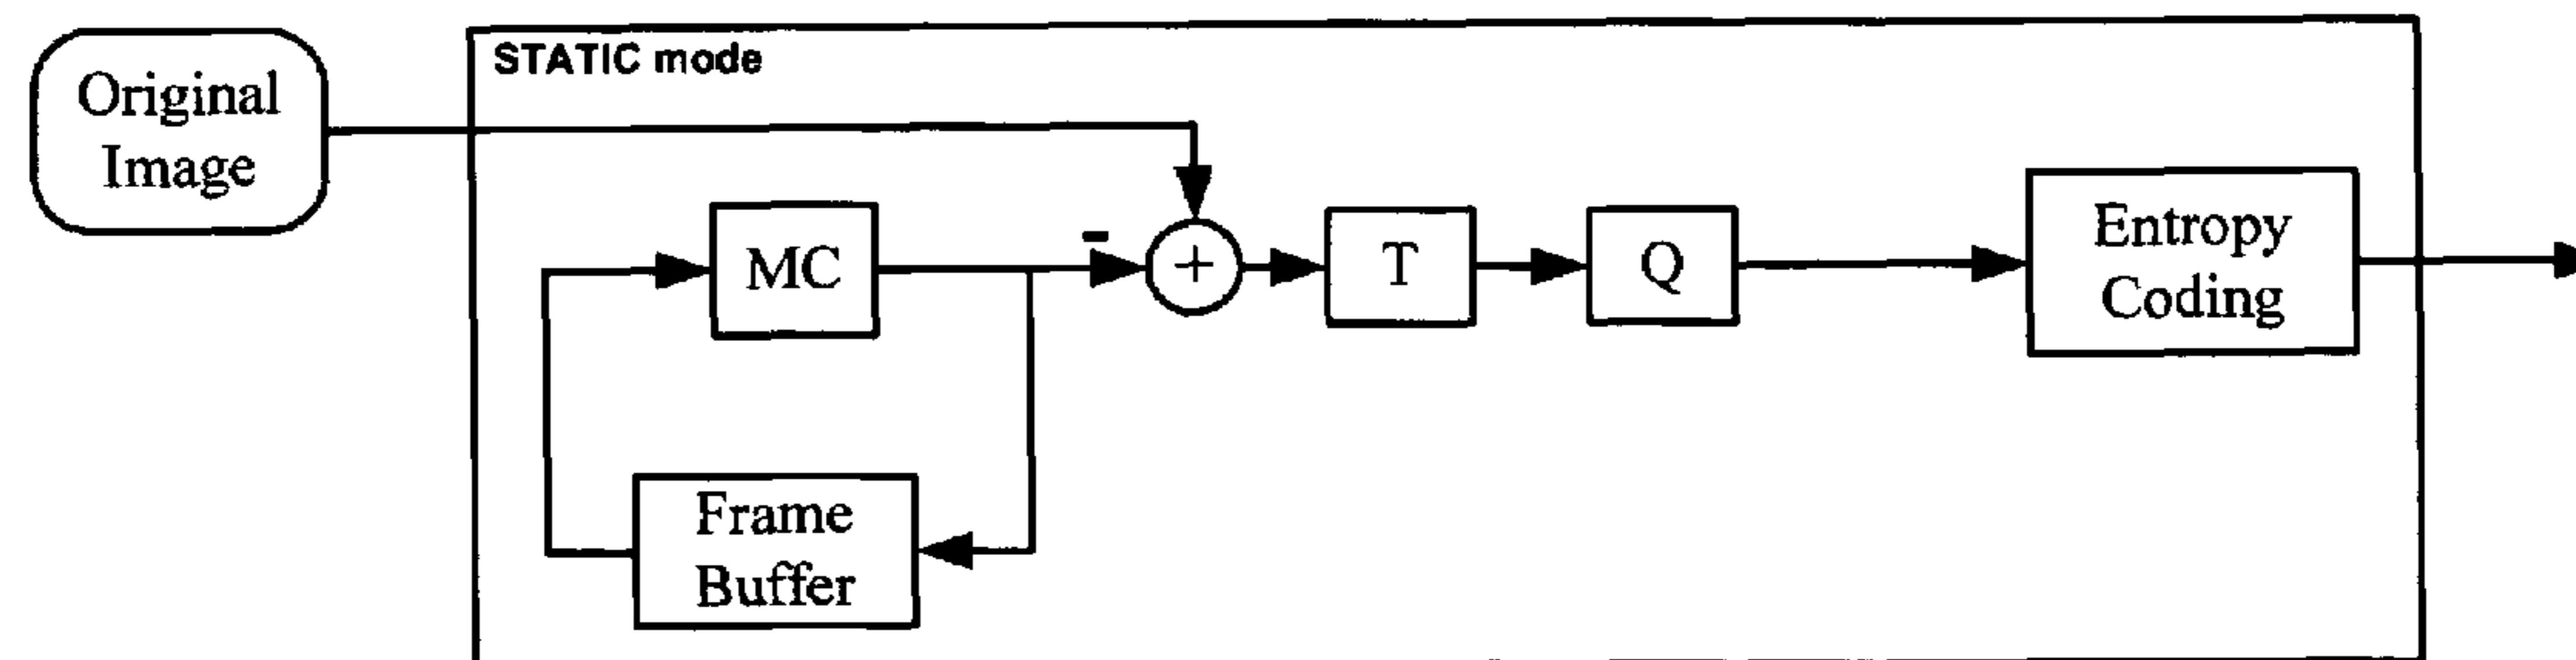 Original
Image
STATIC mode
MC
-
+
T
Q
Entropy
Coding
Frame
Buffer